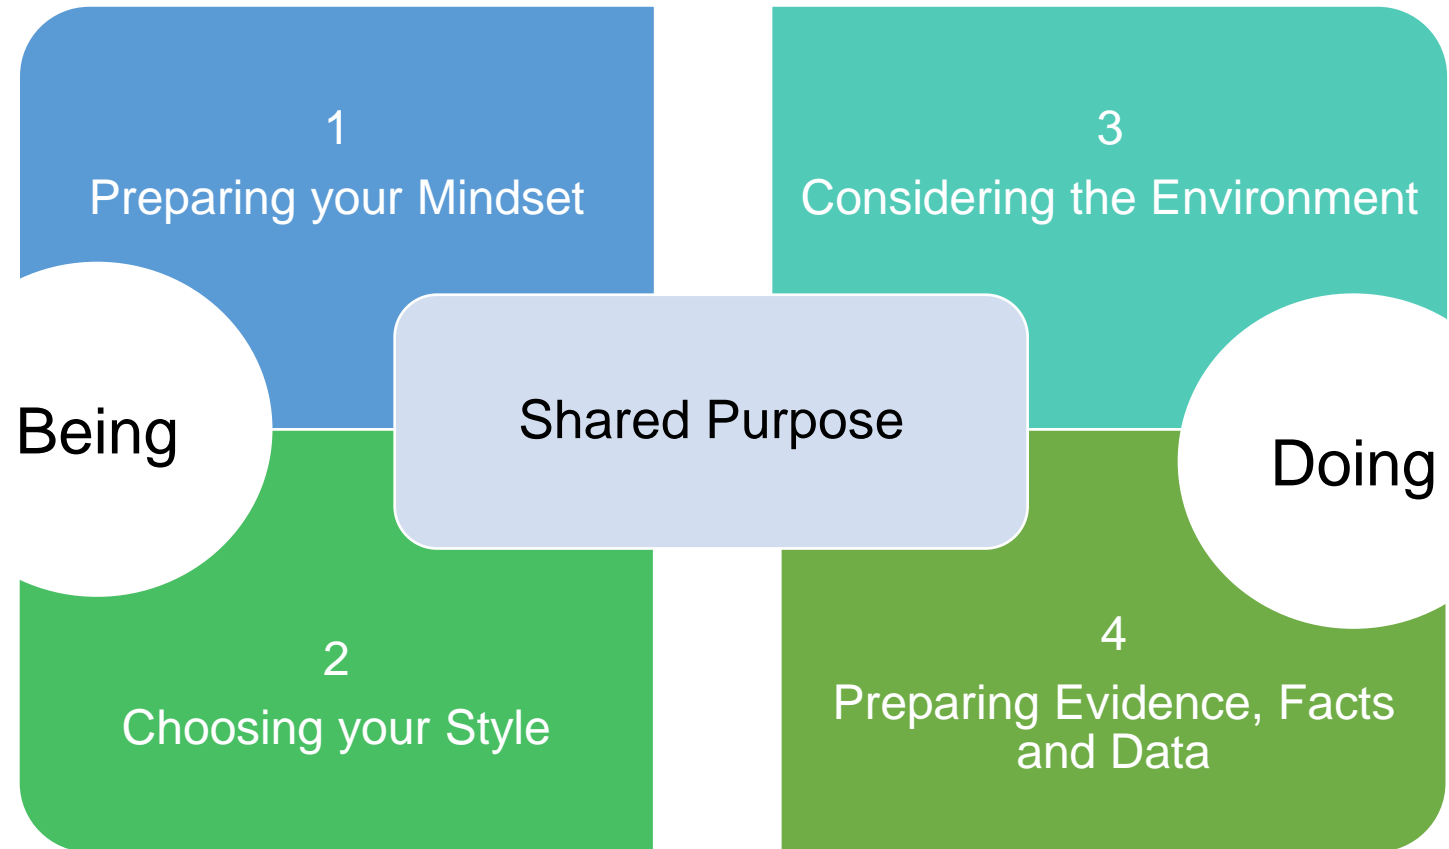 1
Preparing your Mindset
3
Considering the Environment
Being
Shared Purpose
Doing
2
Choosing your Style
4
Preparing Evidence, Facts
and Data